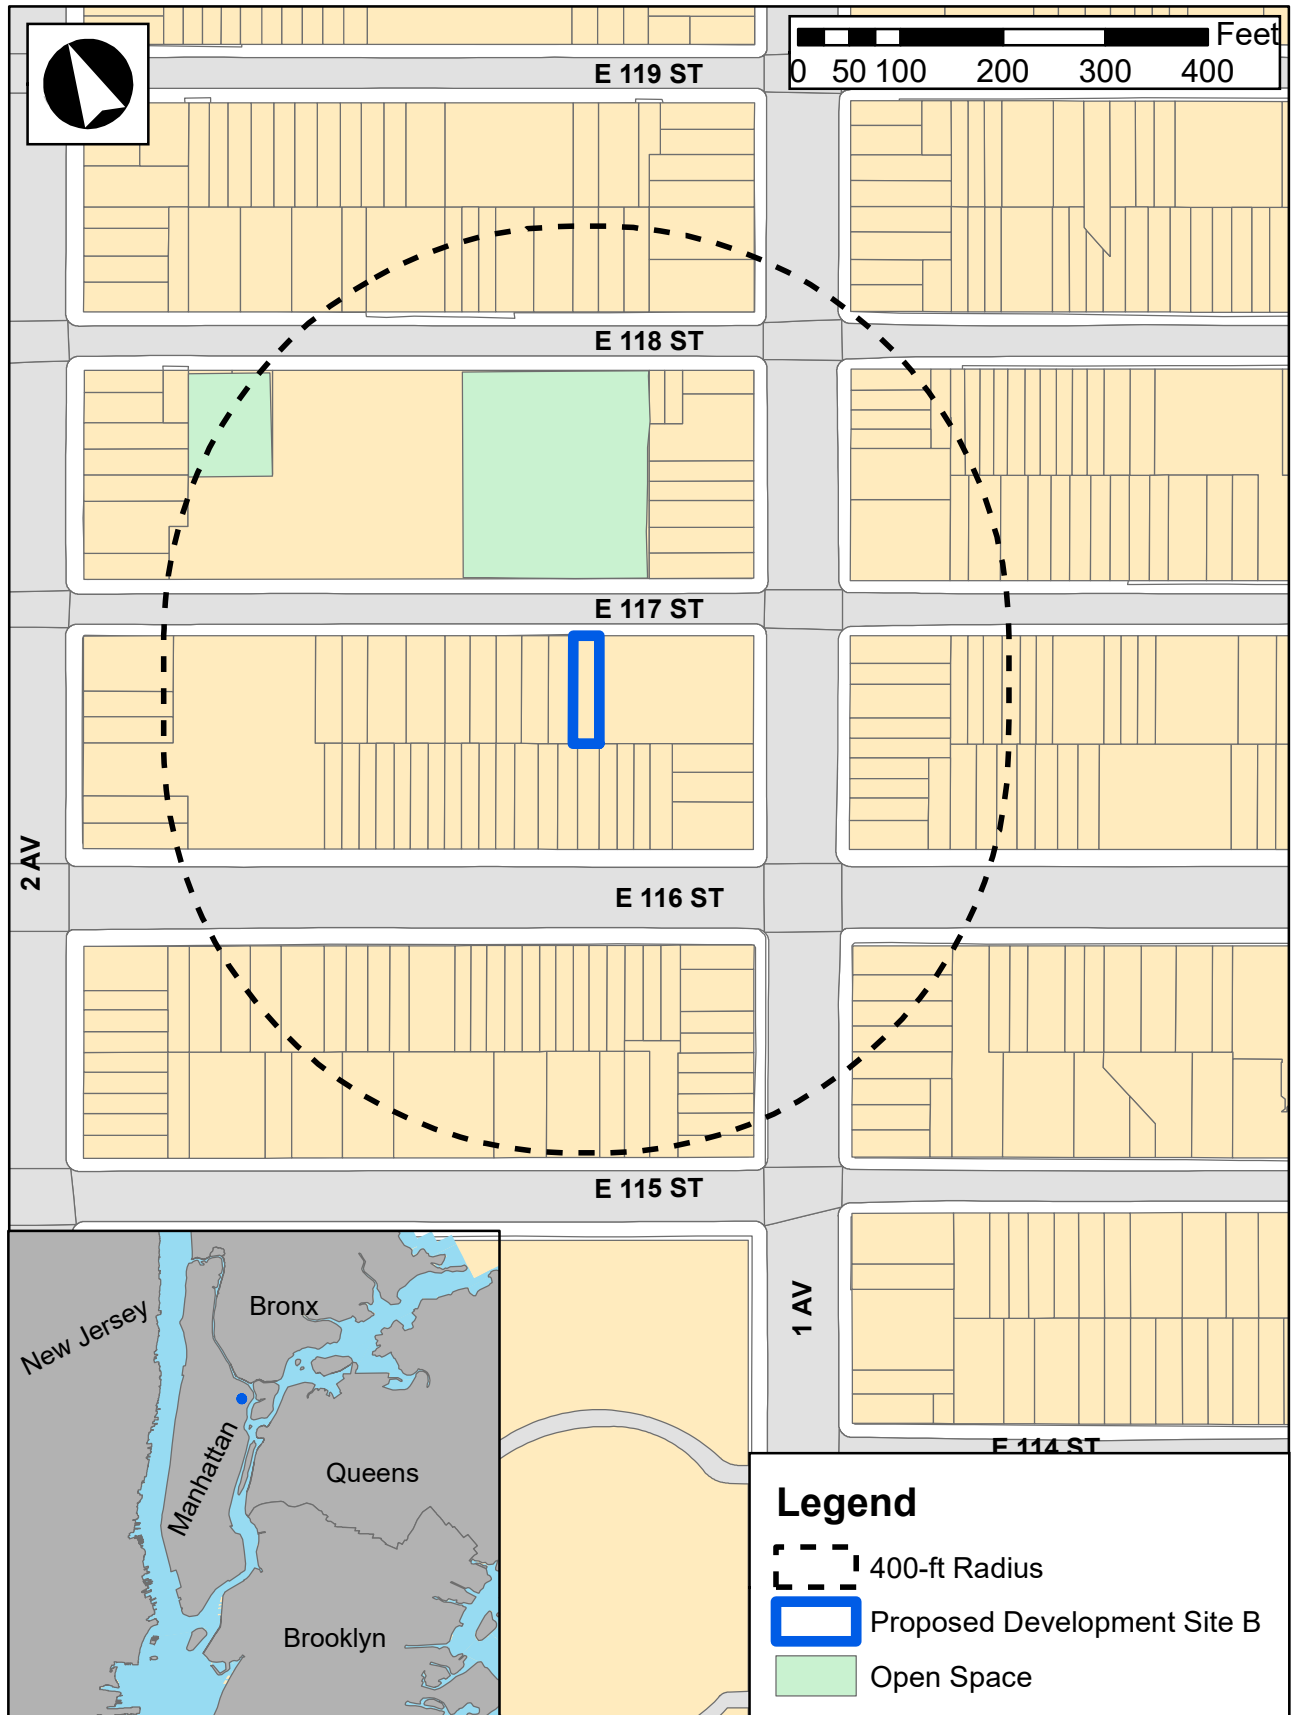 Feet
0 50 100 200 300 400
E 119 ST
E 118 ST
E 117 ST
2 AV
E 116 ST
E 115 ST
1 AV
E 114 ST
New Jersey
Bronx
Manhattan
Queens
Brooklyn
Legend
400-ft Radius
Proposed Development Site B
Open Space